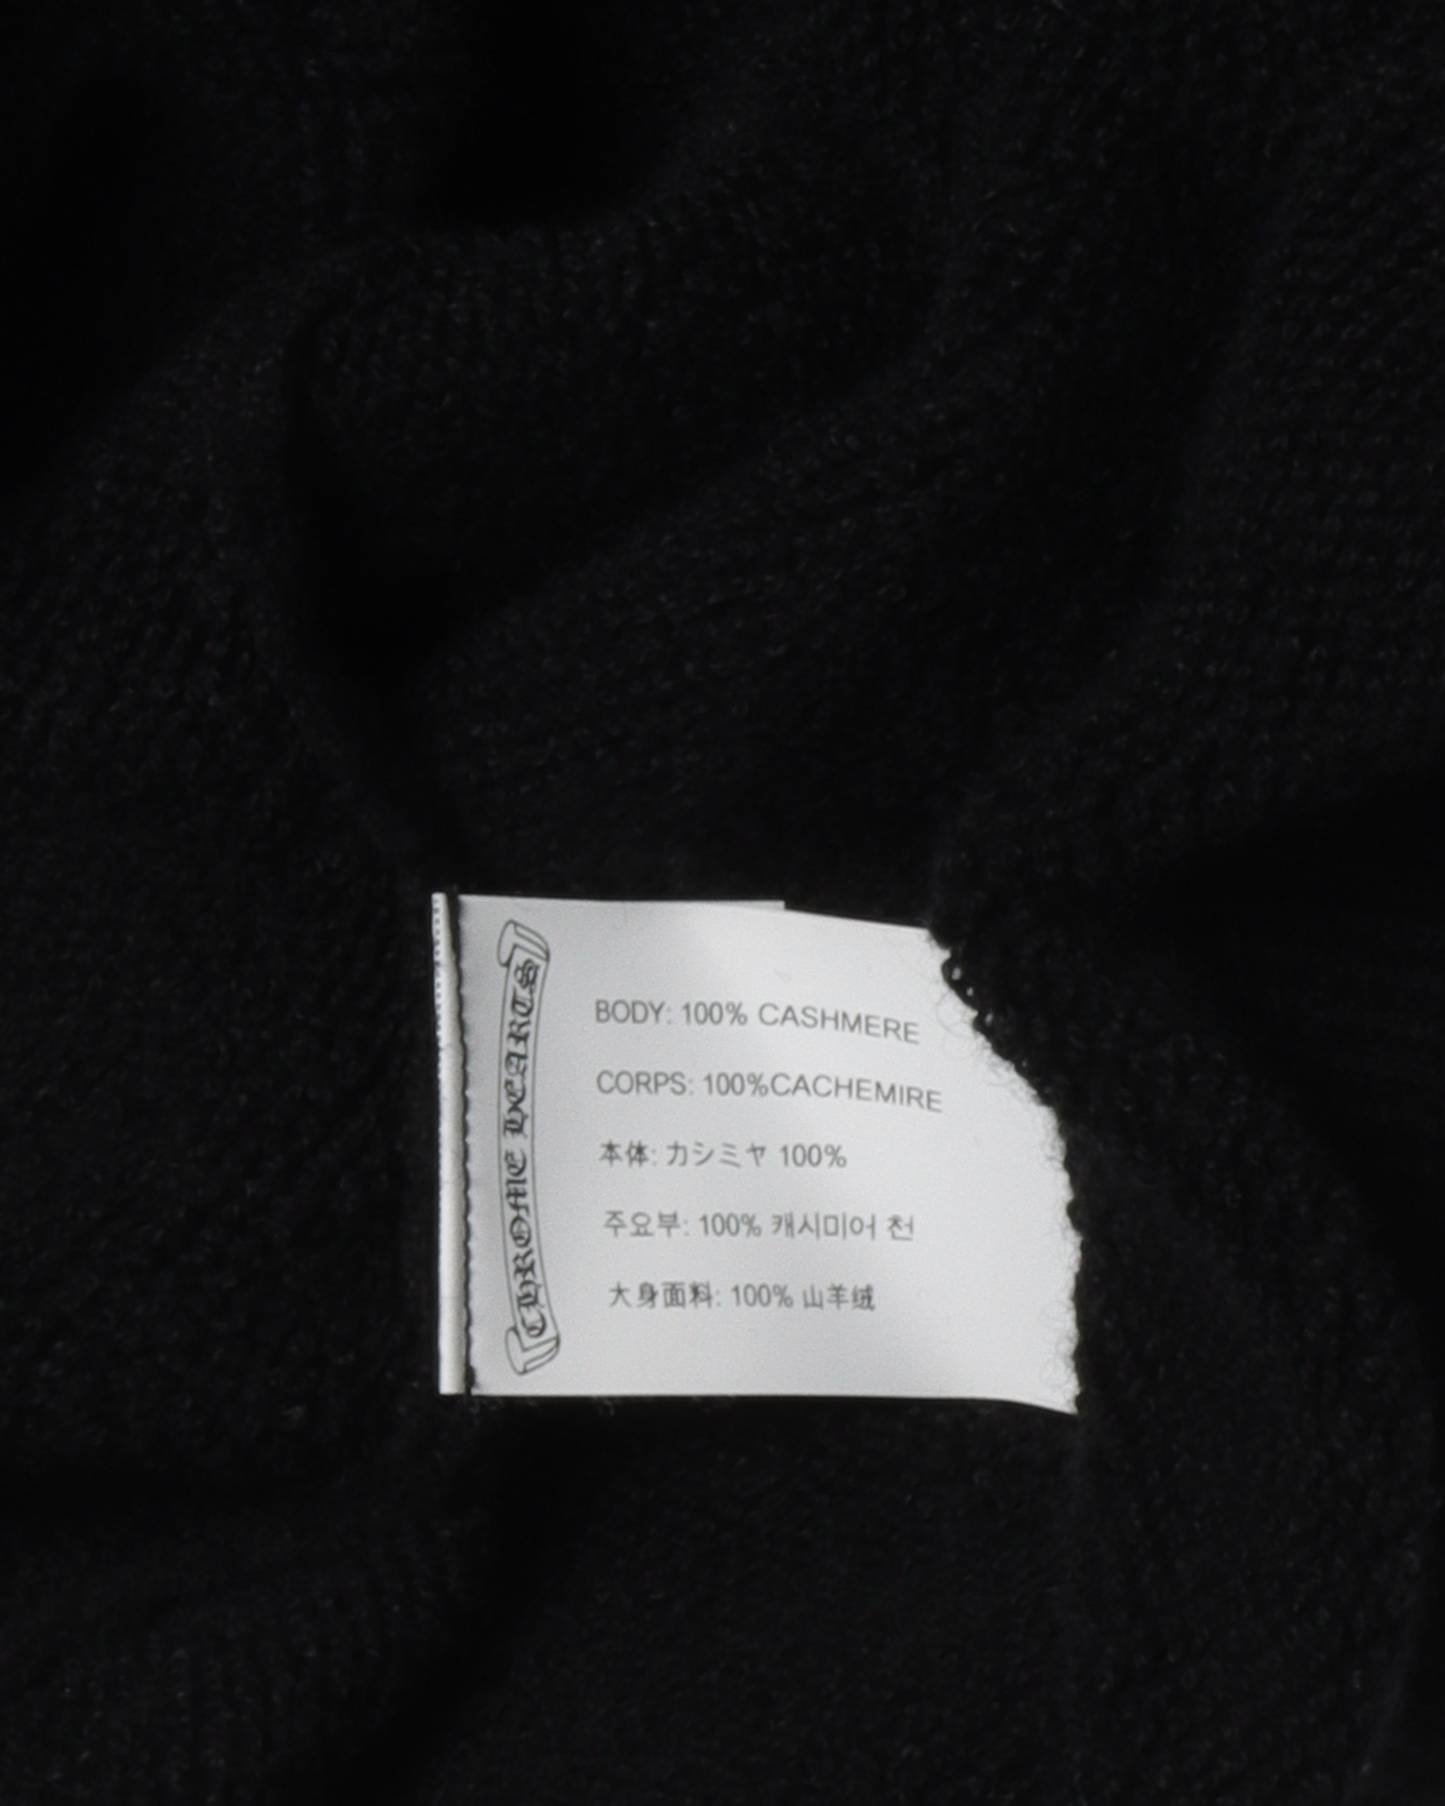 CHROME HEARTS
BODY: 100% CASHMERE
CORPS: 100%CACHEMIRE
本体: カシミヤ 100%
주요부: 100% 캐시미어 천
大身面料: 100% 山羊绒